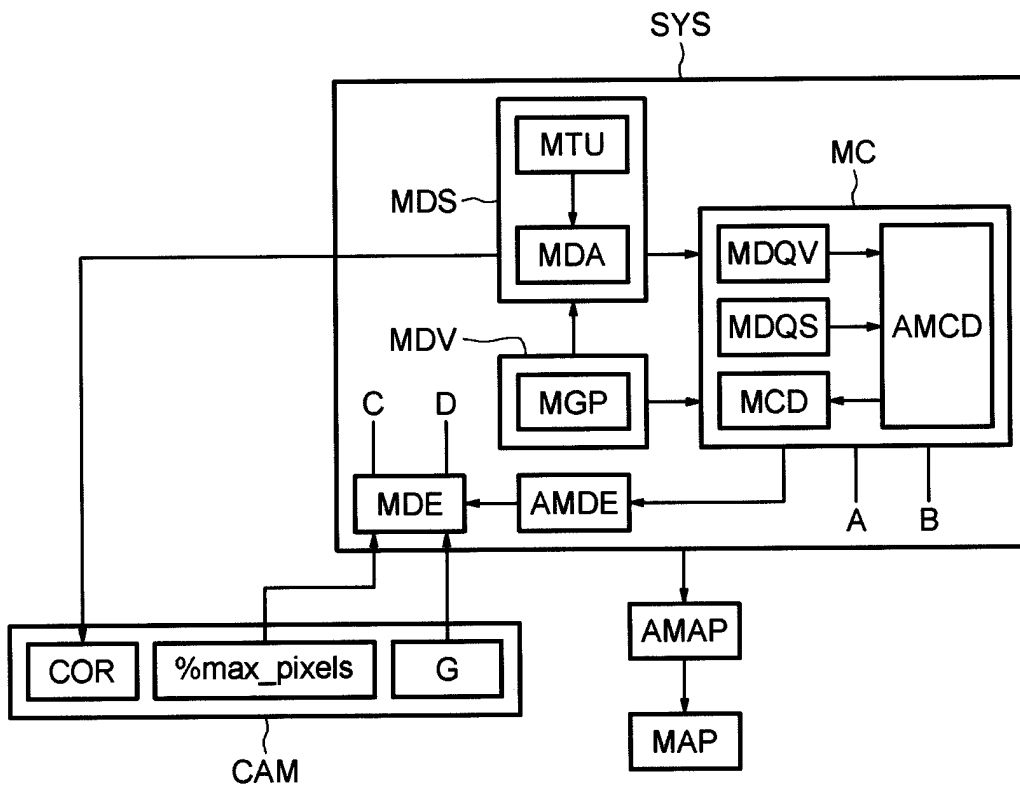 SYS
MTU
MC
MDS
MDA
MDQV
MDQS
AMCD
MDV
MGP
MCD
C D
MDE
AMDE
A B
AMAP
COR
%max_pixels
G
MAP
CAM